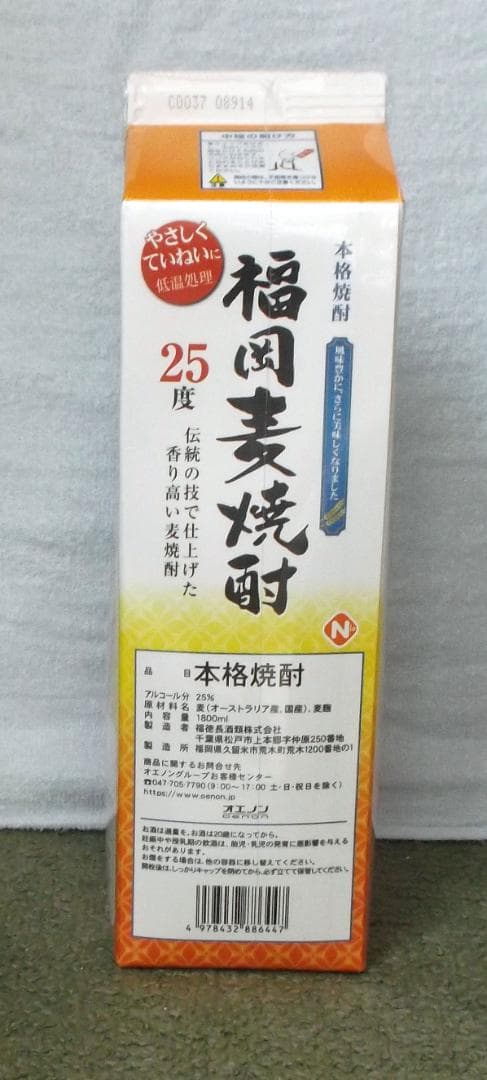 C0037 08914
中栓の開け方
やさしく
ていねいに
低温処理
本格焼酎
風味豊かに、さらに美味しくなりました
福岡麦焼酎
25度
伝統の技で仕上げた
香り高い麦焼酎
N
品目 本格焼酎
アルコール分 25%
原材料名 麦(オーストラリア産、国産)、麦麹
内容量 1800ml
製造者 福徳長酒類株式会社
千葉県松戸市上本郷字仲原250番地
製造所 福岡県久留米市荒木町荒木1200番地の1
商品に関するお問合せ先
オエノングループお客様センター
☎047-705-7790(9:00〜17:00 土・日・祝日を除く)
https://www.oenon.jp
オエノン
OENON
お酒は適量を。お酒は20歳になってから。
妊娠中や授乳期の飲酒は、胎児・乳児の発育に悪影響を与える
おそれがあります。
お燗をする場合は、他の容器に移し替えてください。
開栓後は、しっかりキャップを閉めてから、必ず立てて保管してください。
4 978432 886447